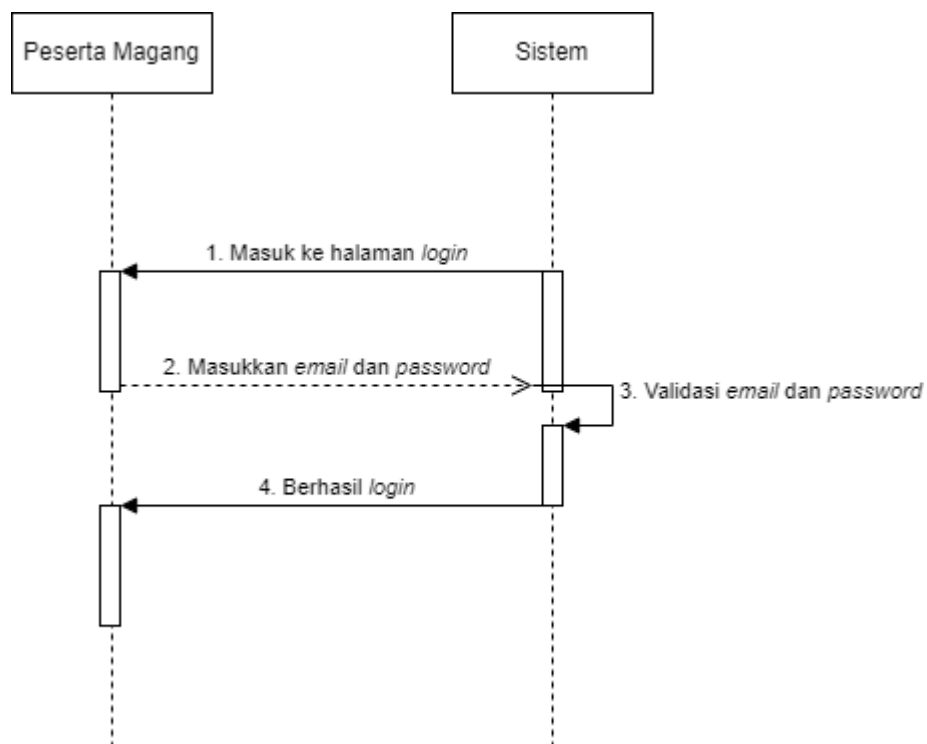 Peserta Magang
Sistem
1. Masuk ke halaman login
2. Masukkan email dan password
3. Validasi email dan password
4. Berhasil login